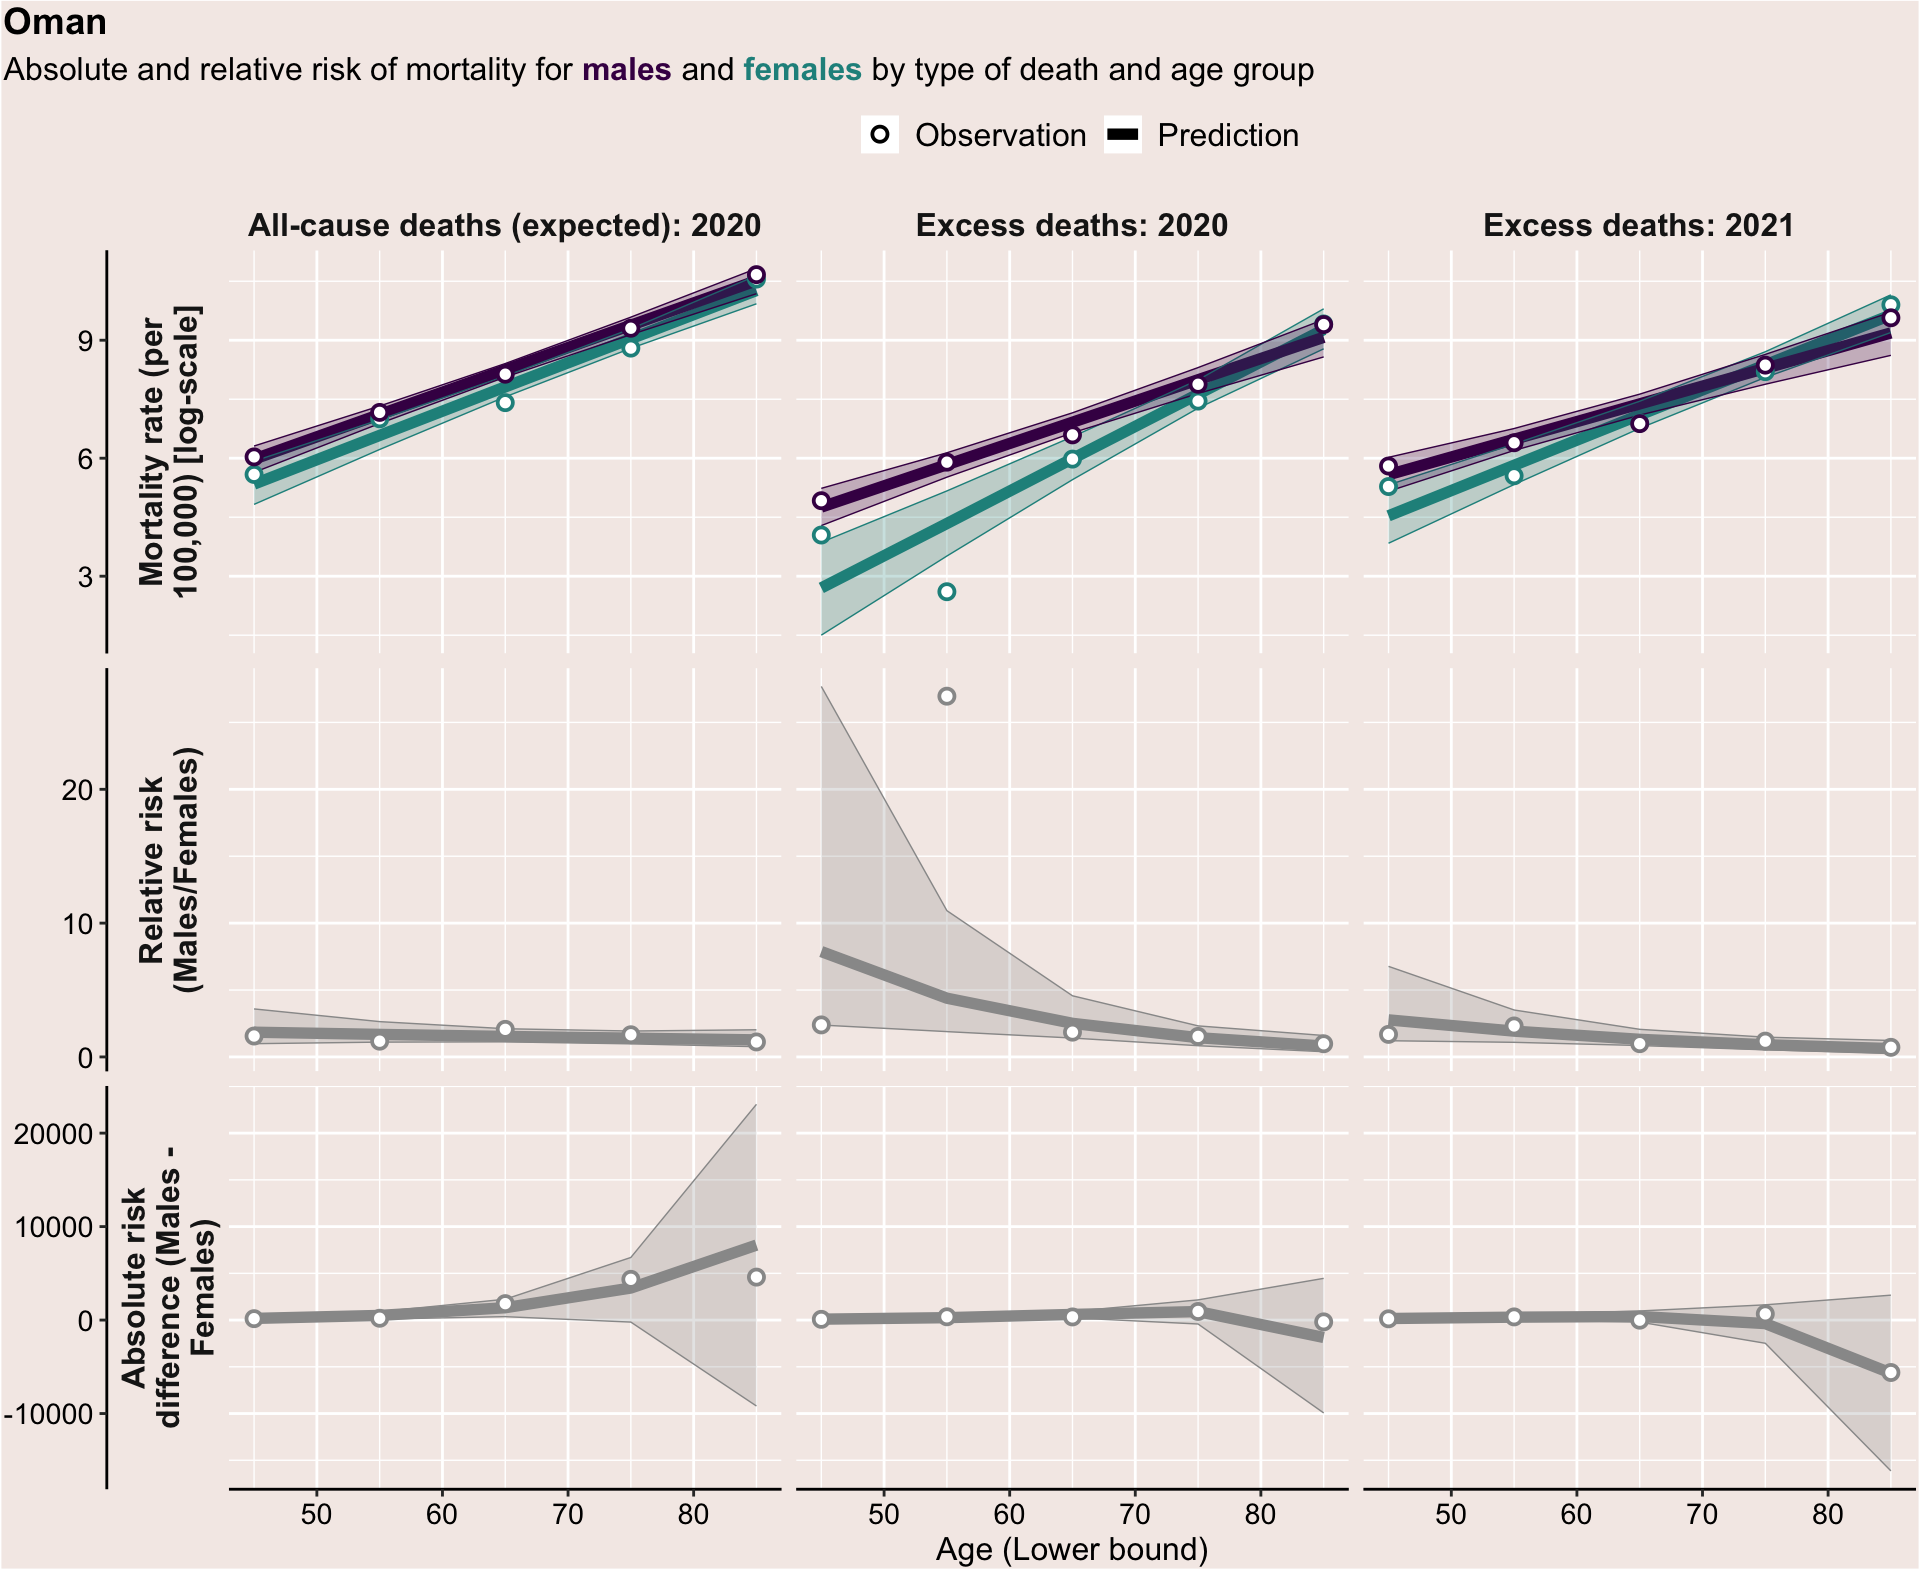 Oman
Absolute and relative risk of mortality for males and females by type of death and age group
Observation Prediction
All-cause deaths (expected): 2020
Excess deaths: 2020
Excess deaths: 2021
Mortality rate (per
100,000) [log-scale]
9
6
3
Relative risk
(Males/Females)
20
10
0
Absolute risk
difference (Males -
Females)
20000
10000
0
-10000
50 60 70 80
50 60 70 80
50 60 70 80
Age (Lower bound)